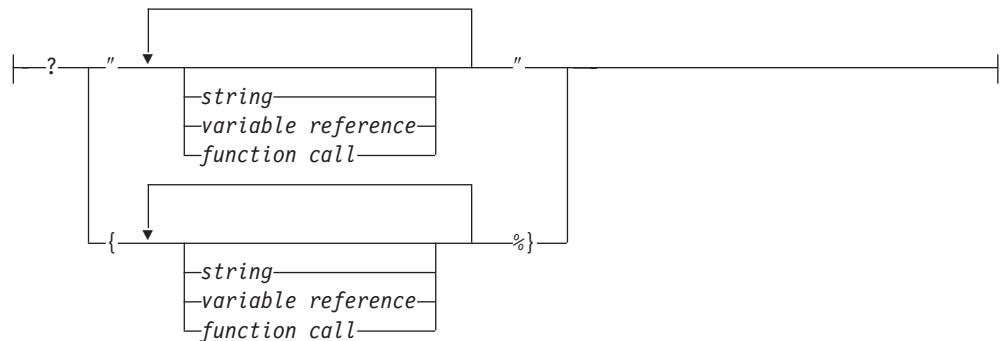 ? " "
string
variable reference
function call
{ %}
string
variable reference
function call